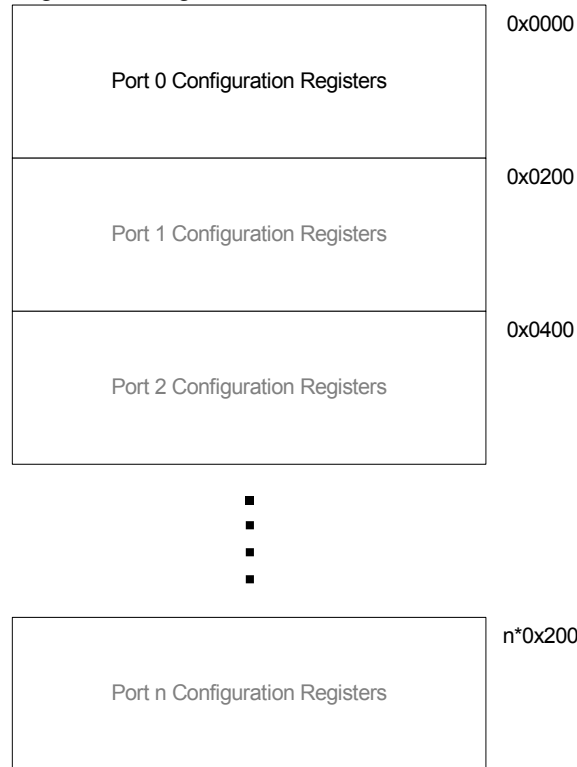 0x0000
Port 0 Configuration Registers
0x0200
Port 1 Configuration Registers
0x0400
Port 2 Configuration Registers
n*0x200
Port n Configuration Registers